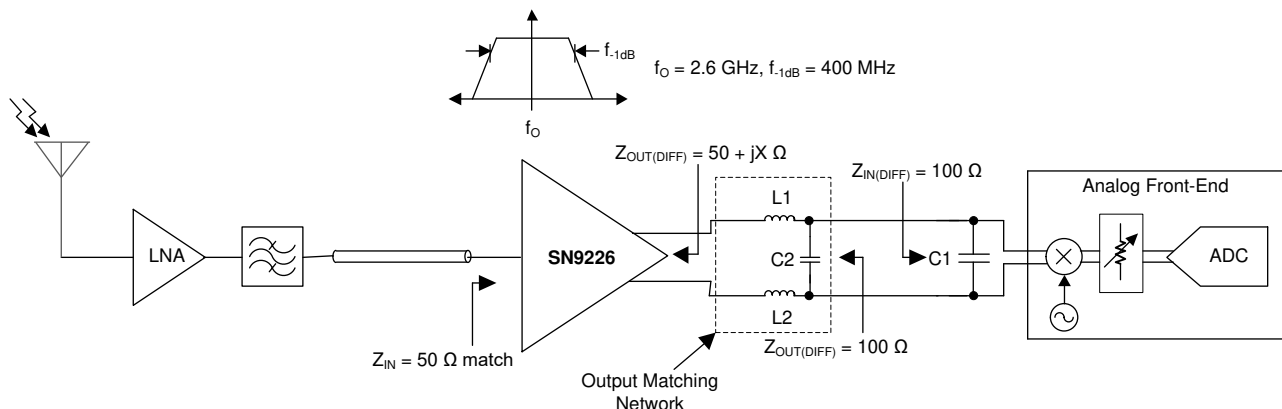 f-1dB
fO = 2.6 GHz, f-1dB = 400 MHz
fO
ZOUT(DIFF) = 50 + jX Ω
ZIN(DIFF) = 100 Ω
Analog Front-End
L1
LNA
SN9226
C2
C1
ADC
L2
ZIN = 50 Ω match
ZOUT(DIFF) = 100 Ω
Output Matching
Network